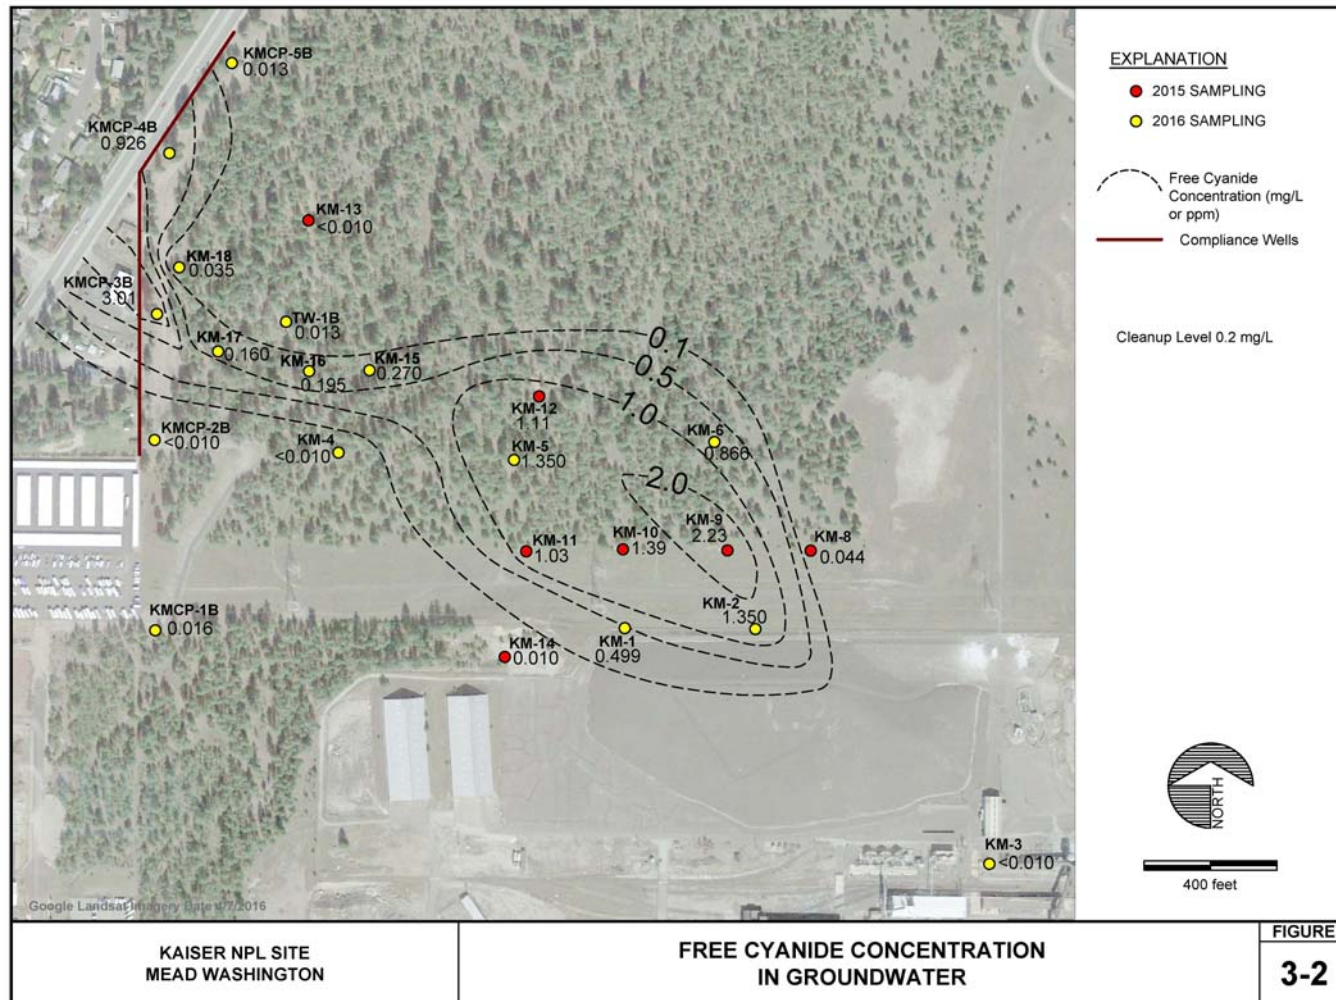 KMCP-5B
0.013
KMCP-4B
0.926
KM-13
<0.010
KM-18
0.035
KMCP-3B
3.01
TW-1B
0.013
KM-17
0.160
KM-16
0.195
KM-15
0.270
0.1
0.5
1.0
2.0
KM-12
1.11
KM-6
0.866
KMCP-2B
<0.010
KM-4
<0.010
KM-5
1.350
KM-11
1.03
KM-10
1.39
KM-9
2.23
KM-8
0.044
KMCP-1B
0.016
KM-14
0.010
KM-1
0.499
KM-2
1.350
KM-3
<0.010
Google Landsat Imagery Date 4/7/2016
EXPLANATION
2015 SAMPLING
2016 SAMPLING
Free Cyanide
Concentration (mg/L
or ppm)
Compliance Wells
Cleanup Level 0.2 mg/L
NORTH
400 feet
KAISER NPL SITE
MEAD WASHINGTON
FREE CYANIDE CONCENTRATION
IN GROUNDWATER
FIGURE
3-2